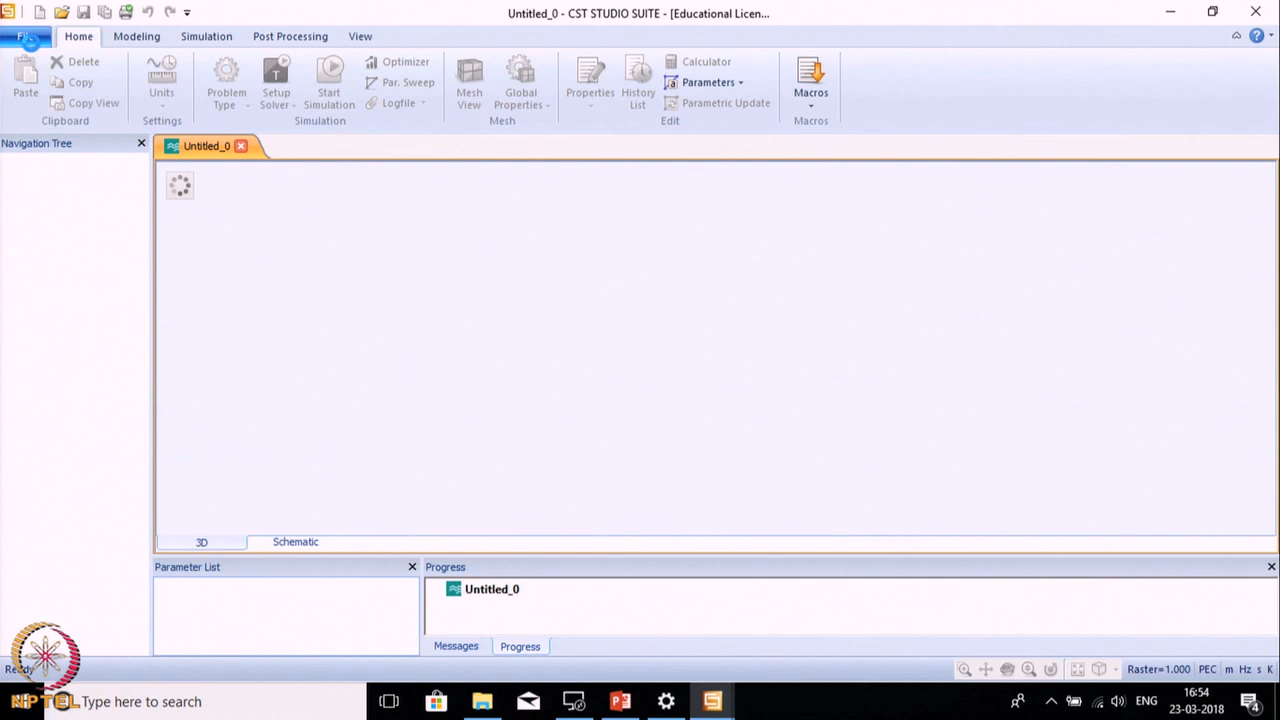 Untitled_0 - CST STUDIO SUITE - [Educational Licen...
Home Modeling Simulation Post Processing View
Paste
Delete
Copy
Copy View
Clipboard
Units
Settings
Problem Type
Setup Solver
Start Simulation
Optimizer
Par. Sweep
Logfile
Simulation
Mesh View
Global Properties
Mesh
Properties
History List
Calculator
Parameters
Parametric Update
Edit
Macros
Macros
Navigation Tree
Untitled_0
3D Schematic
Parameter List
Progress
Untitled_0
Messages Progress
Raster=1.000 PEC m Hz s K
NPTEL
Type here to search
ENG
16:54
23-03-2018
4